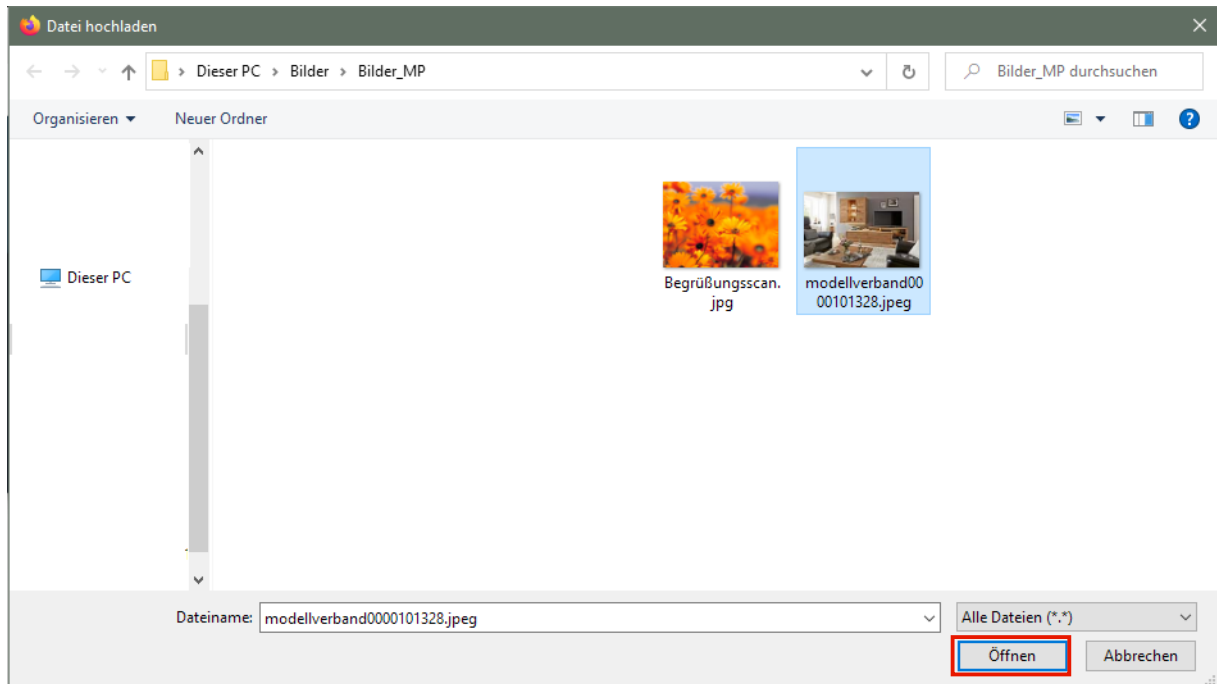 Datei hochladen
Dieser PC > Bilder > Bilder_MP
Bilder_MP durchsuchen
Organisieren
Neuer Ordner
?
Dieser PC
Begrüßungsscan.
jpg
modellverband00
00101328.jpeg
Dateiname:
modellverband0000101328.jpeg
Alle Dateien (*.*)
Öffnen
Abbrechen